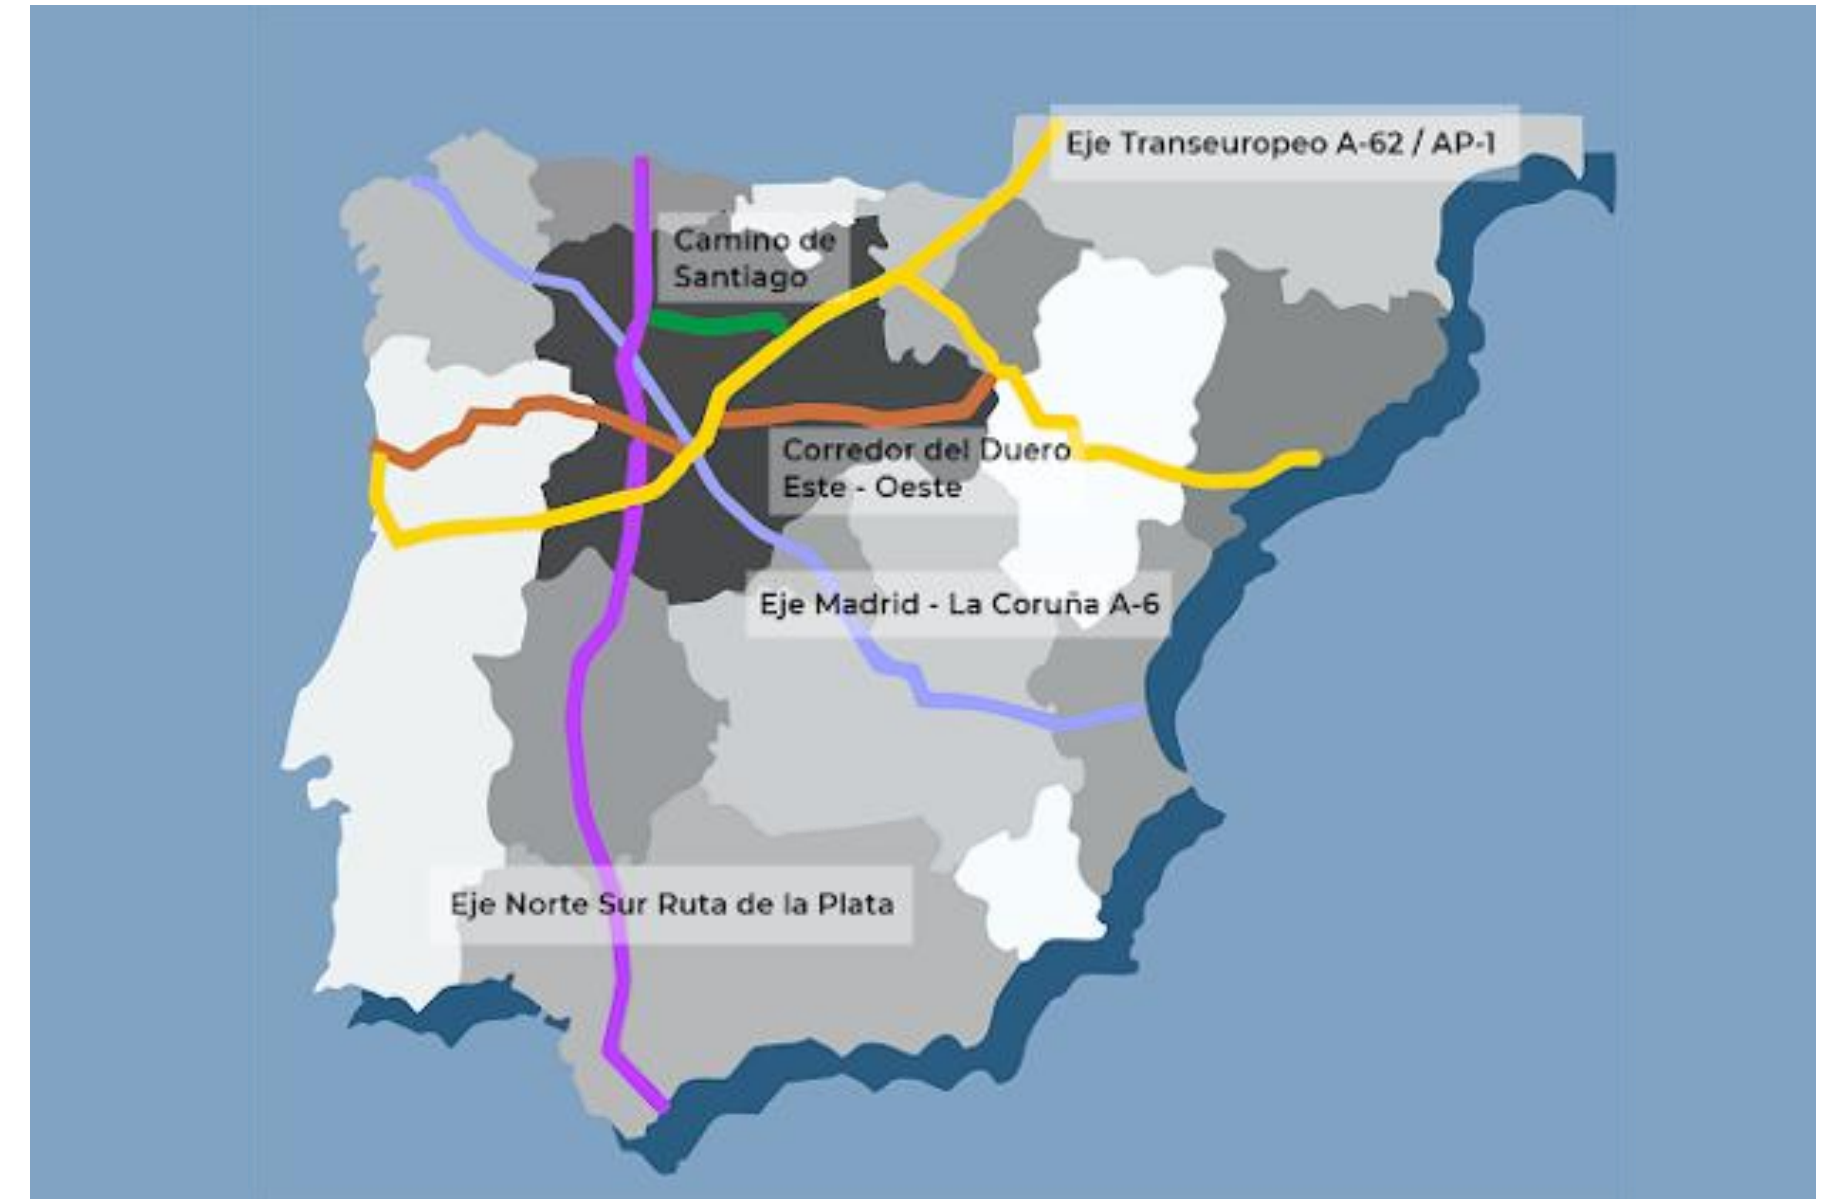 Eje Transeuropeo A-62 / AP-1
Camino de
Santiago
Corredor del Duero
Este - Oeste
Eje Madrid - La Coruña A-6
Eje Norte Sur Ruta de la Plata